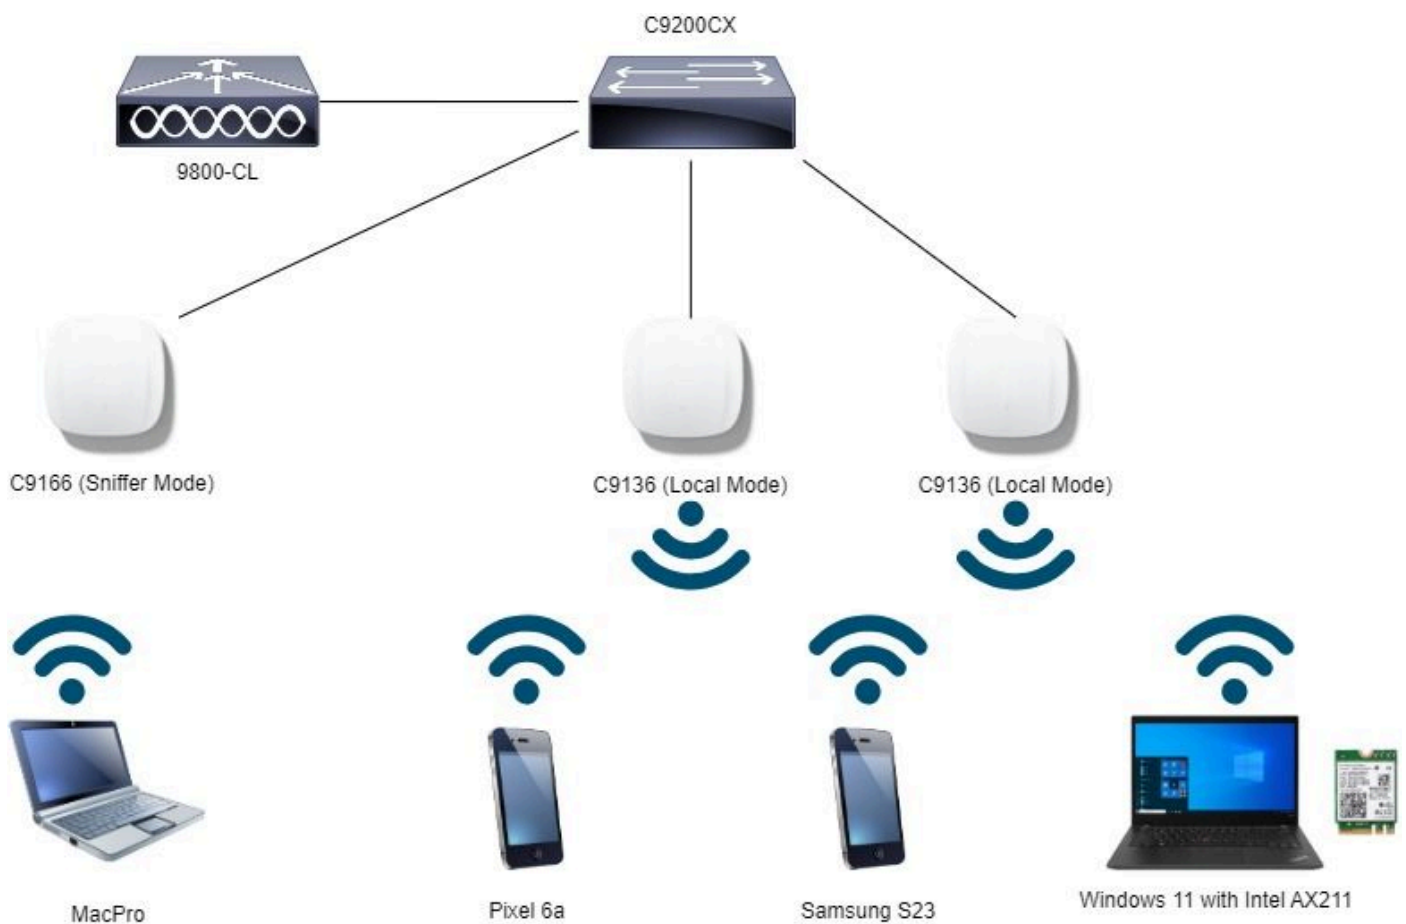 C9200CX
9800-CL
C9166 (Sniffer Mode)
C9136 (Local Mode)
C9136 (Local Mode)
MacPro
Pixel 6a
Samsung S23
Windows 11 with Intel AX211